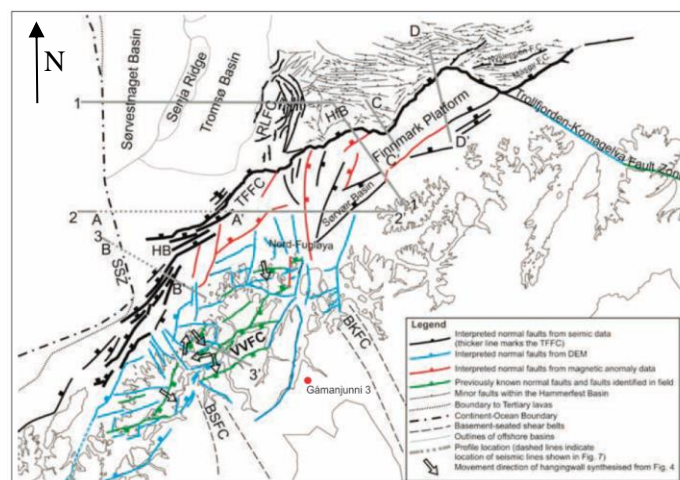 N
D
Nysleppen F.C.
Måsøy F.C.
Sørvestnaget Basin
Senja Ridge
Tromsø Basin
RLFC
1
HfB
C
Finnmark Platform
Trollfjorden-Komagelva Fault Zone
C'
D'
TFFC
Sørvær Basin
2
A
A'
2'
1'
3
B
HB
SSZ
Nord-Fugløya
B'
VVFC
BKFC
3'
Gámanjunni 3
BSFC
Legend
Interpreted normal faults from seimic data
(thicker line marks the TFFC)
Interpreted normal faults from DEM
Interpreted normal faults from magnetic anomaly data
Previously known normal faults and faults identified in field
Minor faults within the Hammerfest Basin
Boundary to Tertiary lavas
Continent-Ocean Boundary
Basement-seated shear belts
Outlines of offshore basins
Profile location (dashed lines indicate
location of seismic lines shown in Fig. 7)
Movement direction of hangingwall synthesised from Fig. 4